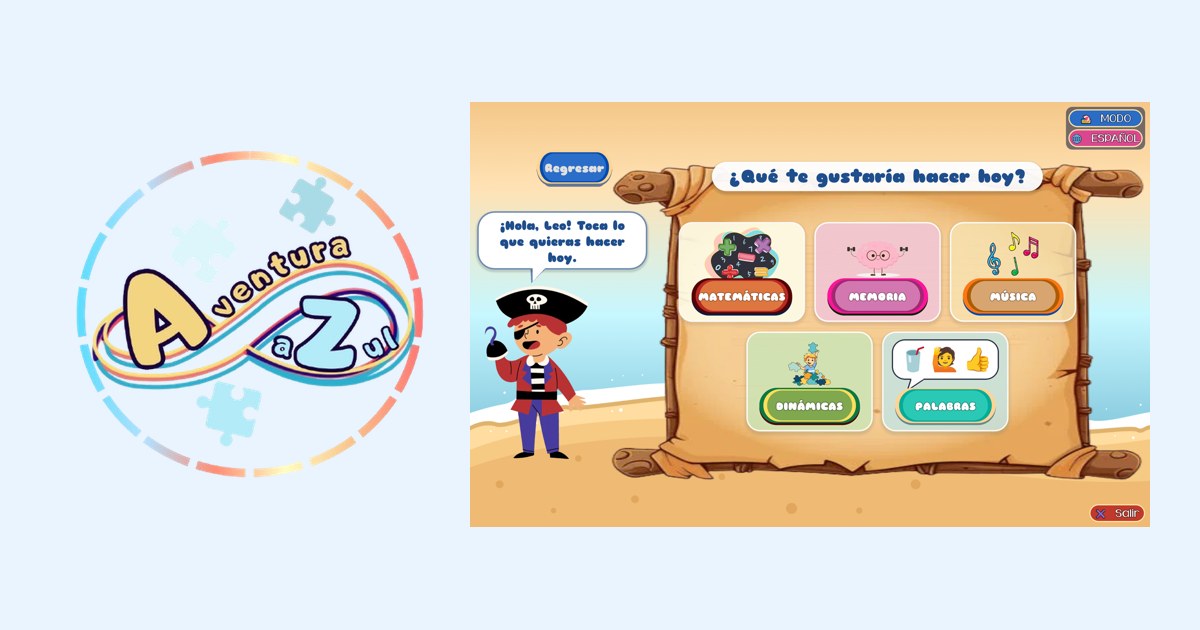 Aventura
aZul
MODO
ESPAÑOL
Regresar
¿Qué te gustaría hacer hoy?
¡Hola, Leo! Toca lo
que quieras hacer
hoy.
MATEMÁTICAS
MEMORIA
MÚSICA
DINÁMICAS
PALABRAS
Salir